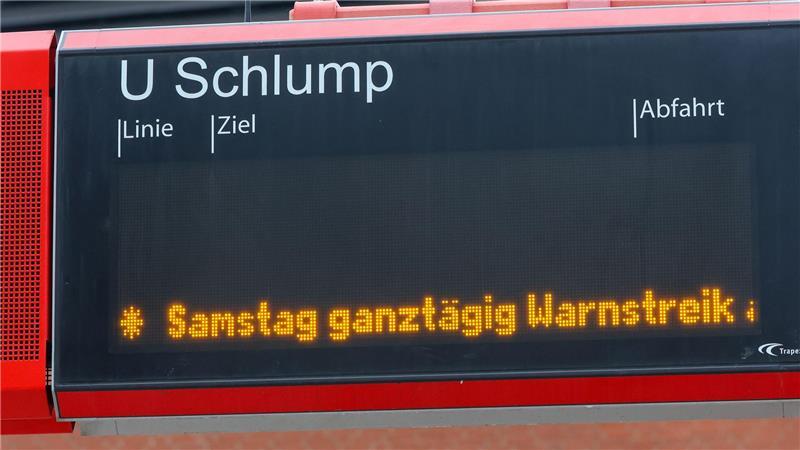 U Schlump
Linie Ziel Abfahrt
* Samstag ganztägig Warnstreik